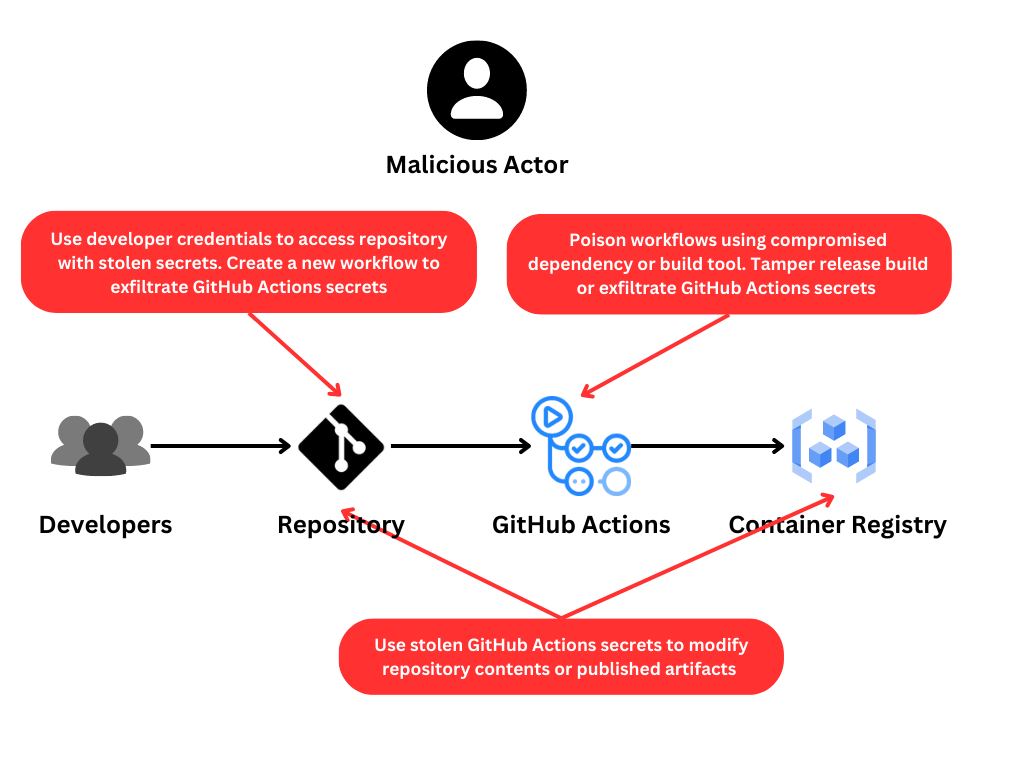 Malicious Actor
Use developer credentials to access repository
with stolen secrets. Create a new workflow to
exfiltrate GitHub Actions secrets
Poison workflows using compromised
dependency or build tool. Tamper release build
or exfiltrate GitHub Actions secrets
Developers
Repository
GitHub Actions
Container Registry
Use stolen GitHub Actions secrets to modify
repository contents or published artifacts